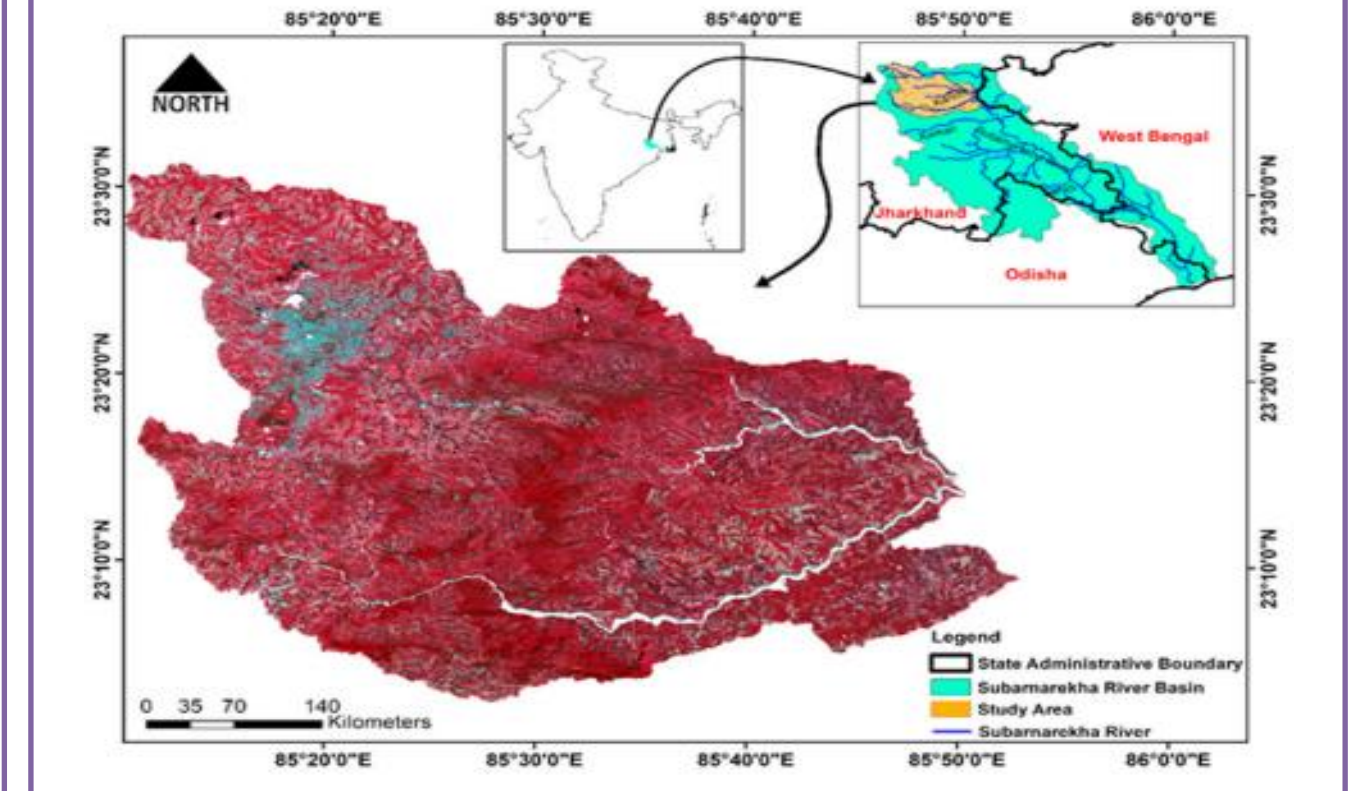 85°20'0"E 85°30'0"E 85°40'0"E 85°50'0"E 86°0'0"E
NORTH
West Bengal
Jharkhand
Odisha
23°30'0"N
23°30'0"N
23°20'0"N
23°20'0"N
23°10'0"N
23°10'0"N
Legend
State Administrative Boundary
Subarnarekha River Basin
Study Area
Subarnarekha River
0 35 70 140
Kilometers
85°20'0"E 85°30'0"E 85°40'0"E 85°50'0"E 86°0'0"E